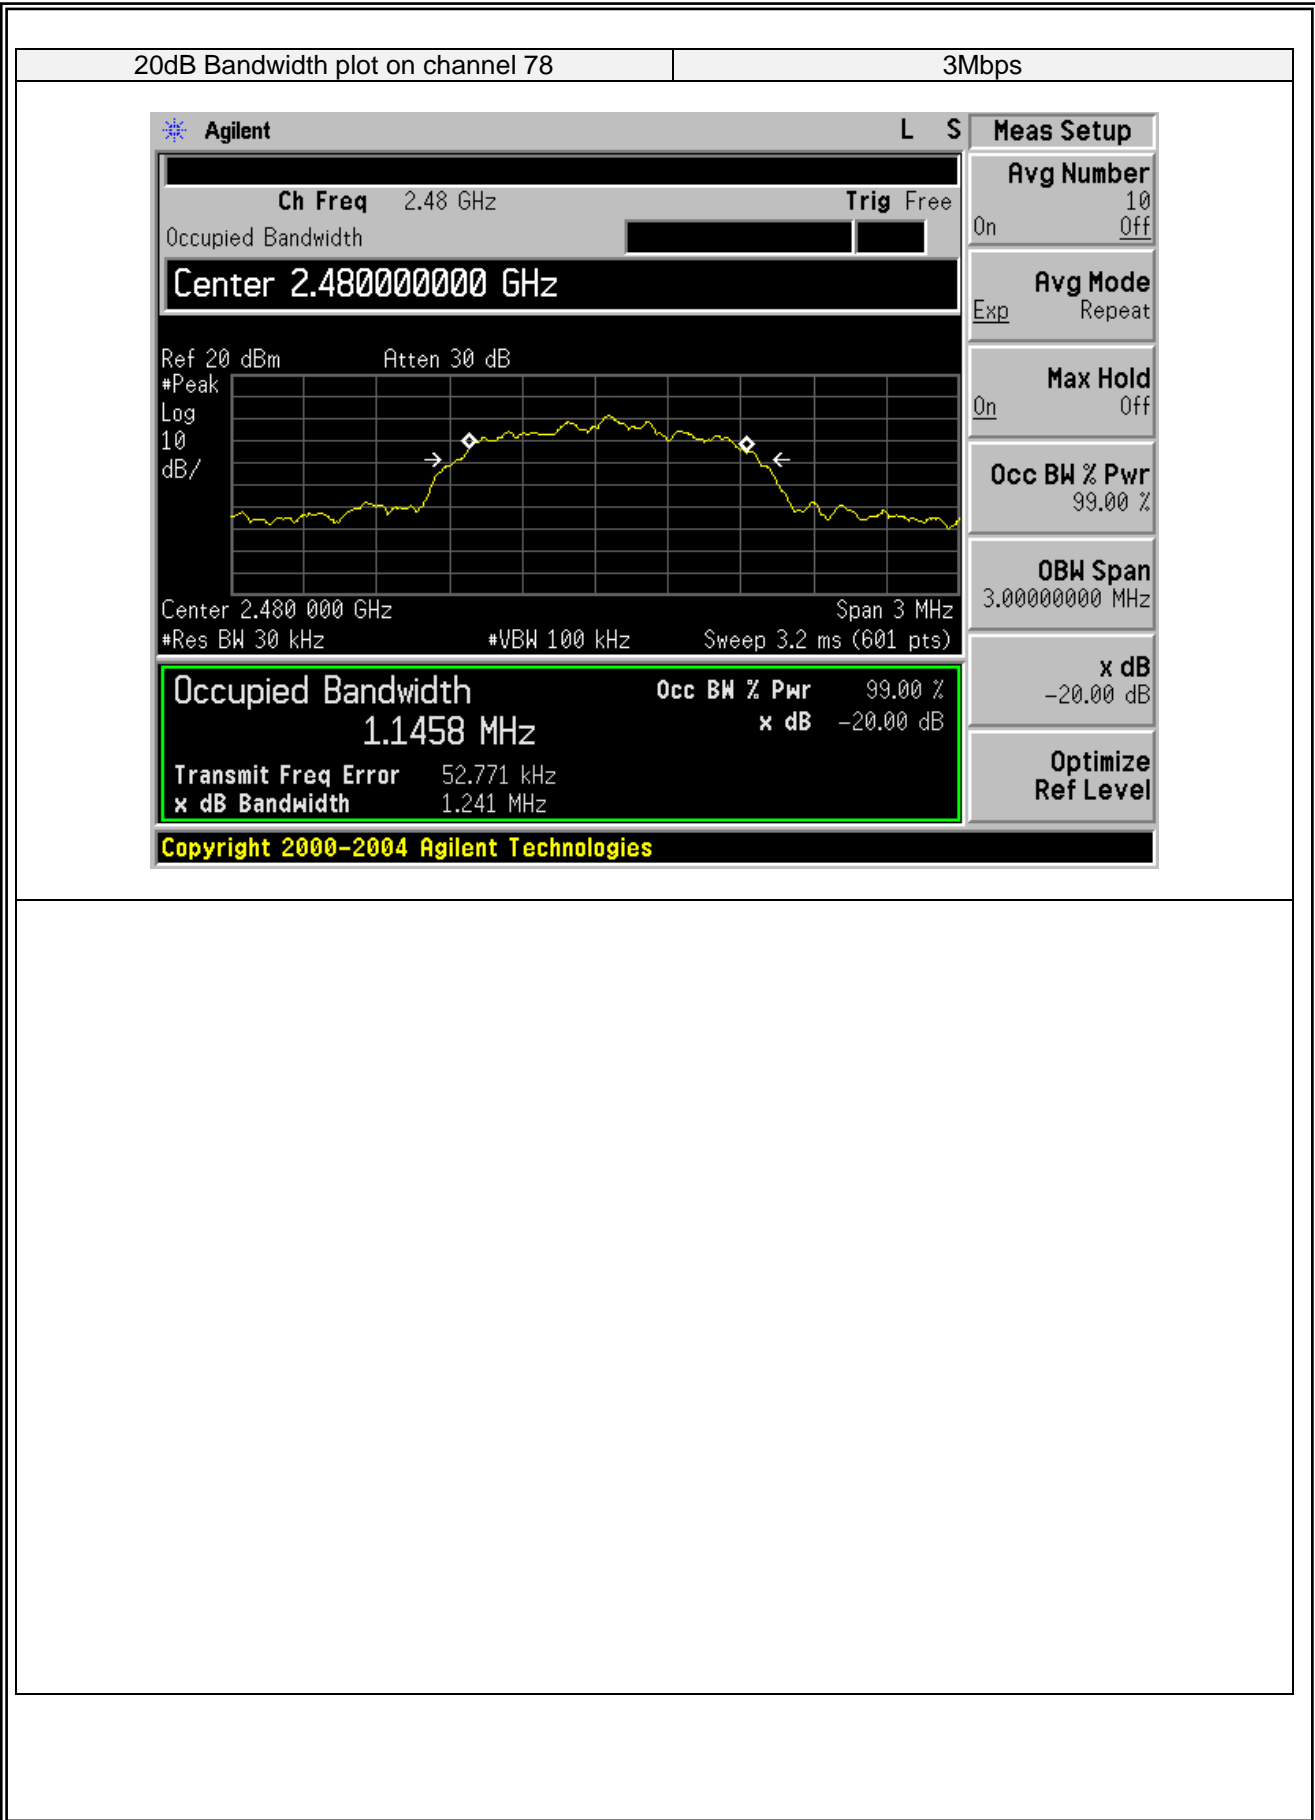 20dB Bandwidth plot on channel 78 3Mbps
Agilent L S Meas Setup
Ch Freq 2.48 GHz Trig Free
Occupied Bandwidth
Center 2.480000000 GHz
Ref 20 dBm Atten 30 dB
#Peak
Log
10
dB/
Center 2.480 000 GHz Span 3 MHz
#Res BW 30 kHz #VBW 100 kHz Sweep 3.2 ms (601 pts)
Occupied Bandwidth Occ BW % Pwr 99.00 %
1.1458 MHz x dB -20.00 dB
Transmit Freq Error 52.771 kHz
x dB Bandwidth 1.241 MHz
Copyright 2000-2004 Agilent Technologies
Avg Number
10
On Off
Avg Mode
Exp Repeat
Max Hold
On Off
Occ BW % Pwr
99.00 %
OBW Span
3.00000000 MHz
x dB
-20.00 dB
Optimize
Ref Level